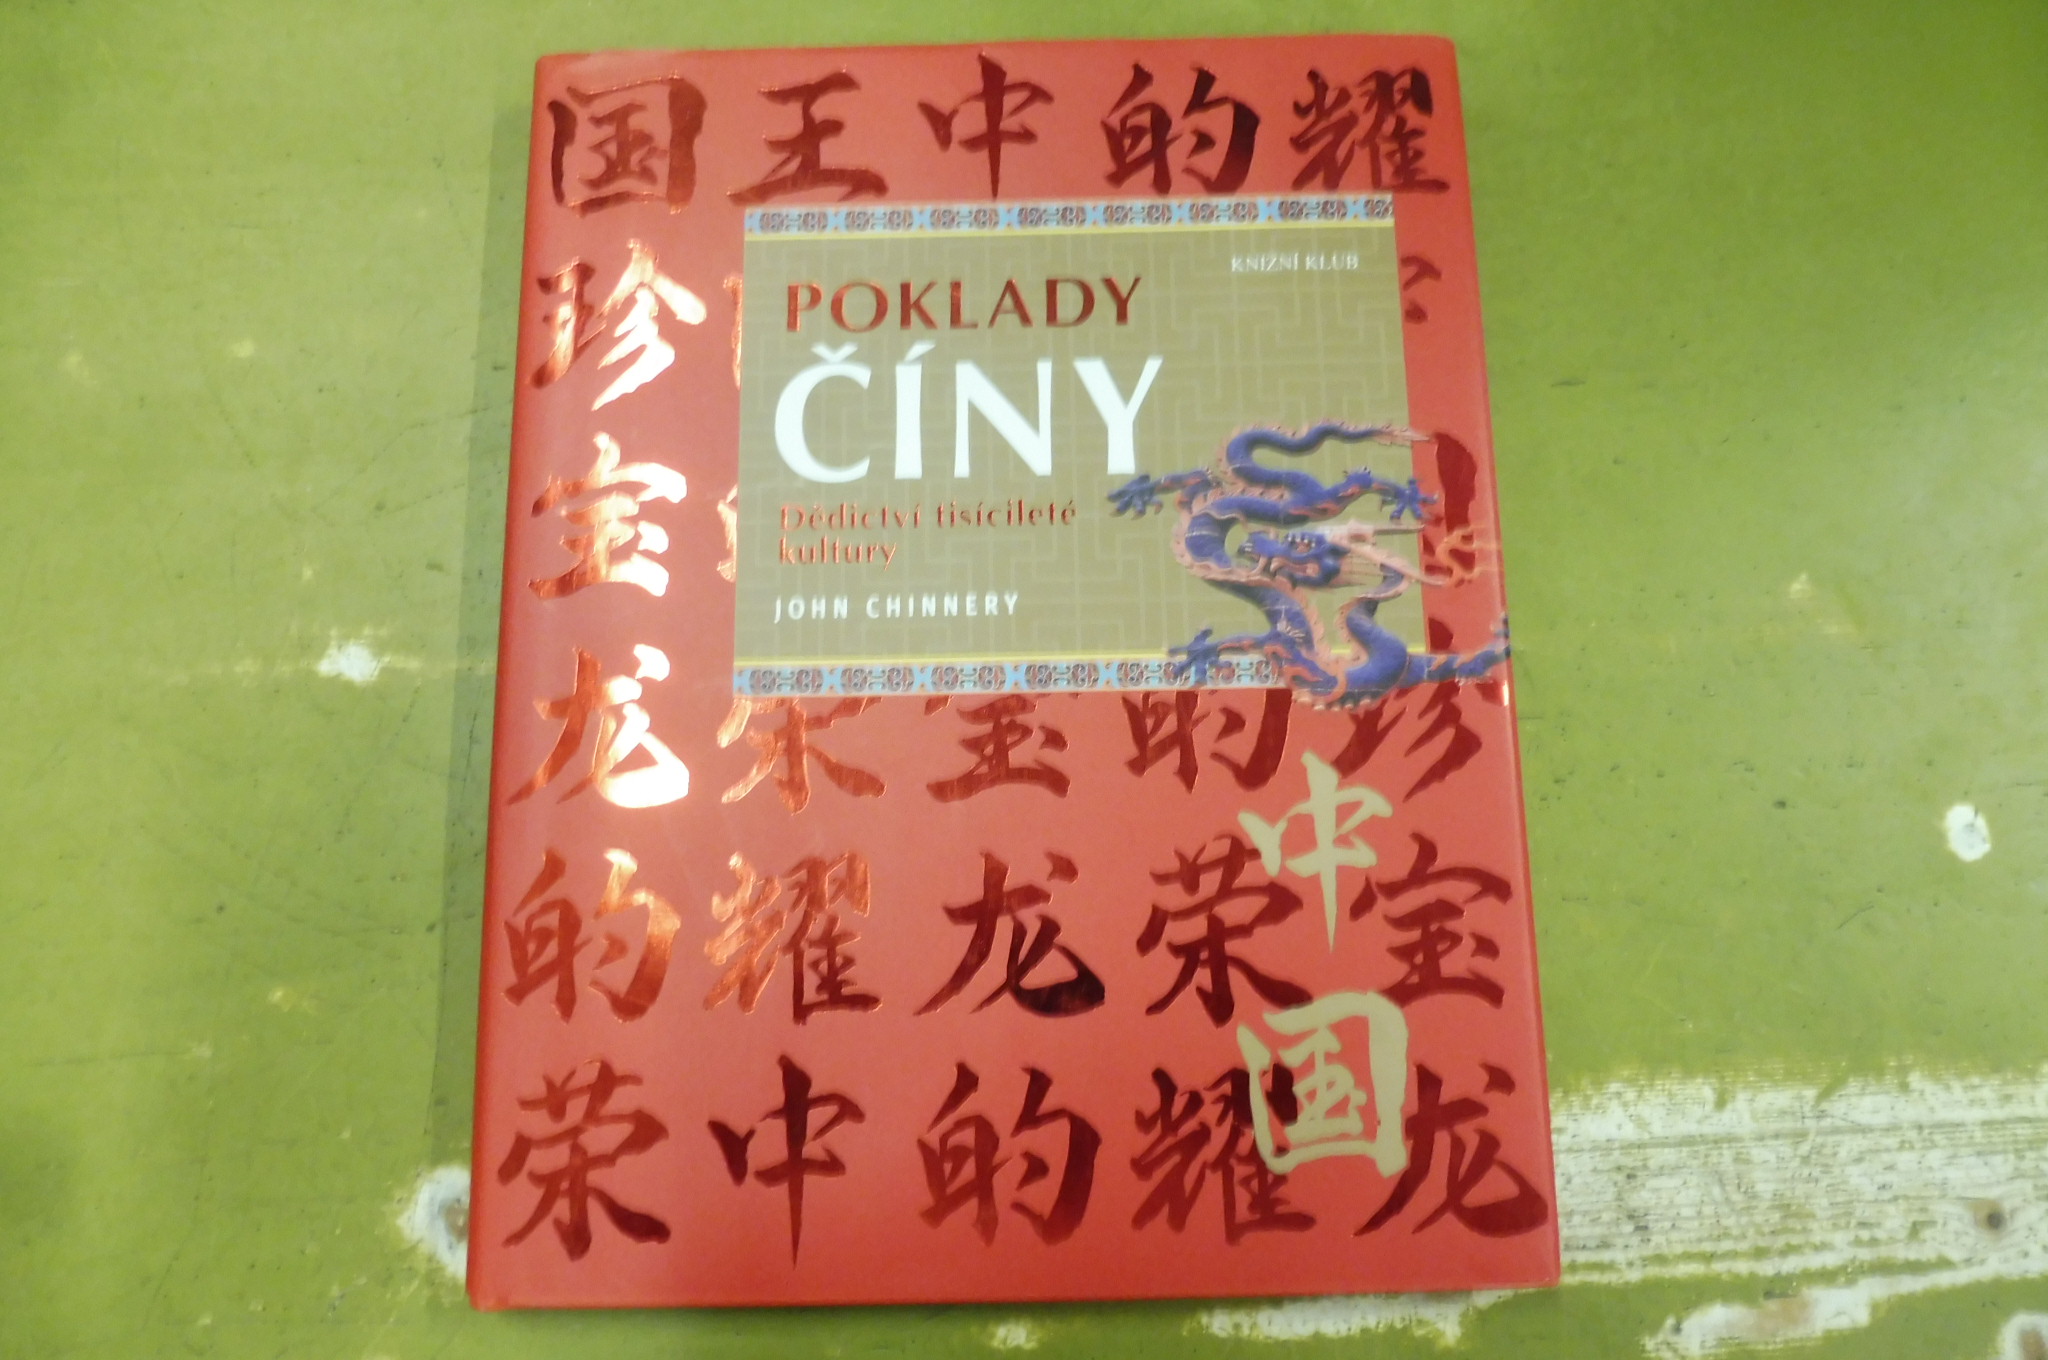 国王中的耀
珍
宝
龙
KNIŽNÍ KLUB
POKLADY
ČÍNY
Dědictví tisícileté
kultury
JOHN CHINNERY
荣宝的珍
的耀龙荣宝
荣中的耀龙
中
国